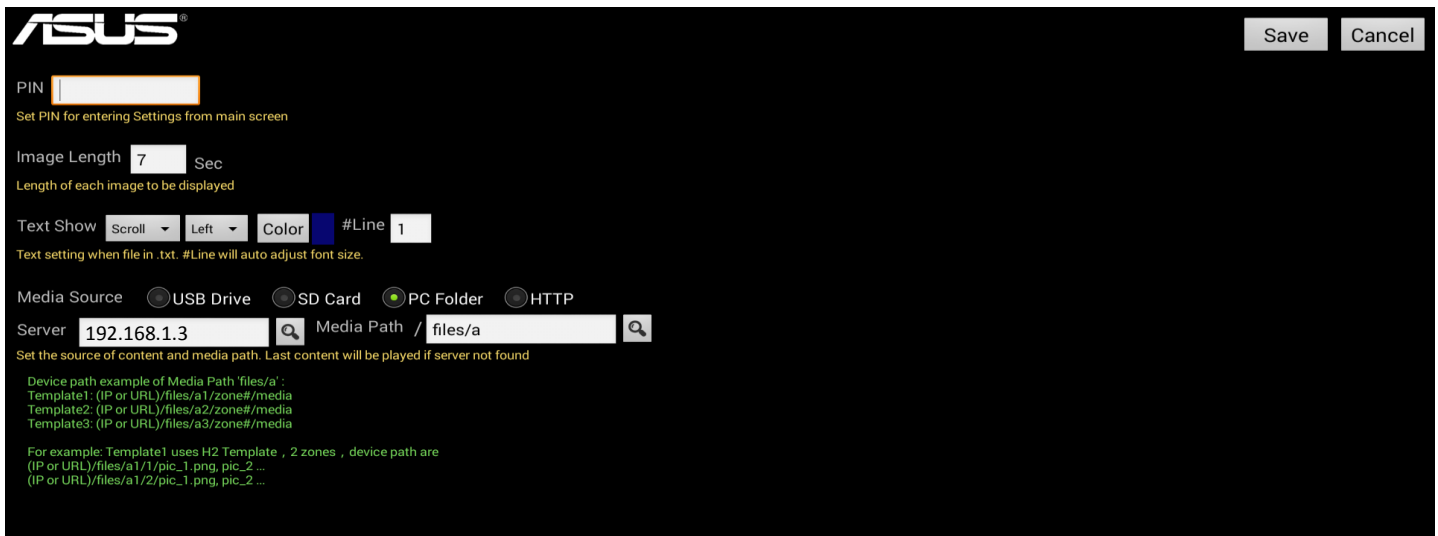 ASUS®
Save Cancel
PIN
Set PIN for entering Settings from main screen
Image Length 7 Sec
Length of each image to be displayed
Text Show Scroll Left Color #Line 1
Text setting when file in .txt. #Line will auto adjust font size.
Media Source USB Drive SD Card PC Folder HTTP
Server 192.168.1.3 Media Path / files/a
Set the source of content and media path. Last content will be played if server not found
Device path example of Media Path 'files/a' :
Template1: (IP or URL)/files/a1/zone#/media
Template2: (IP or URL)/files/a2/zone#/media
Template3: (IP or URL)/files/a3/zone#/media
For example: Template1 uses H2 Template , 2 zones , device path are
(IP or URL)/files/a1/1/pic_1.png, pic_2 ...
(IP or URL)/files/a1/2/pic_1.png, pic_2 ...